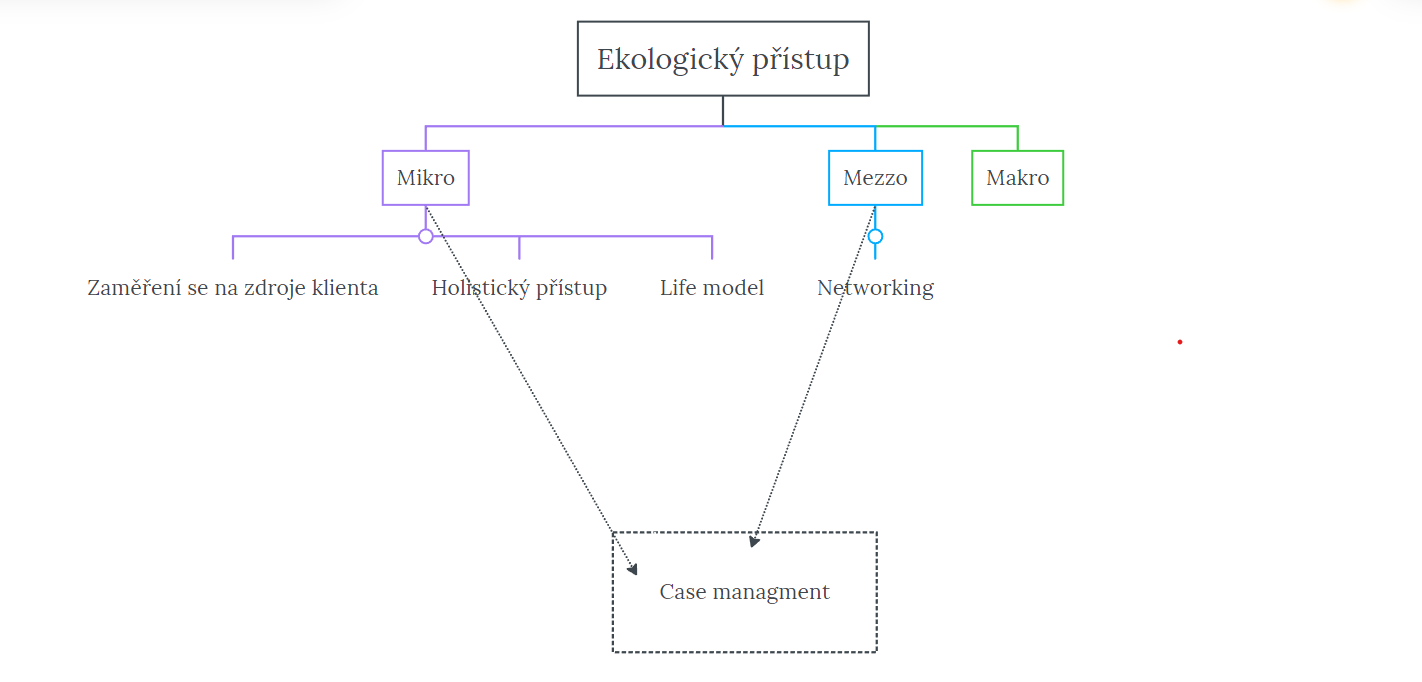 Ekologický přístup
Mikro
Mezzo
Makro
Zaměření se na zdroje klienta
Holistický přístup
Life model
Networking
Case managment